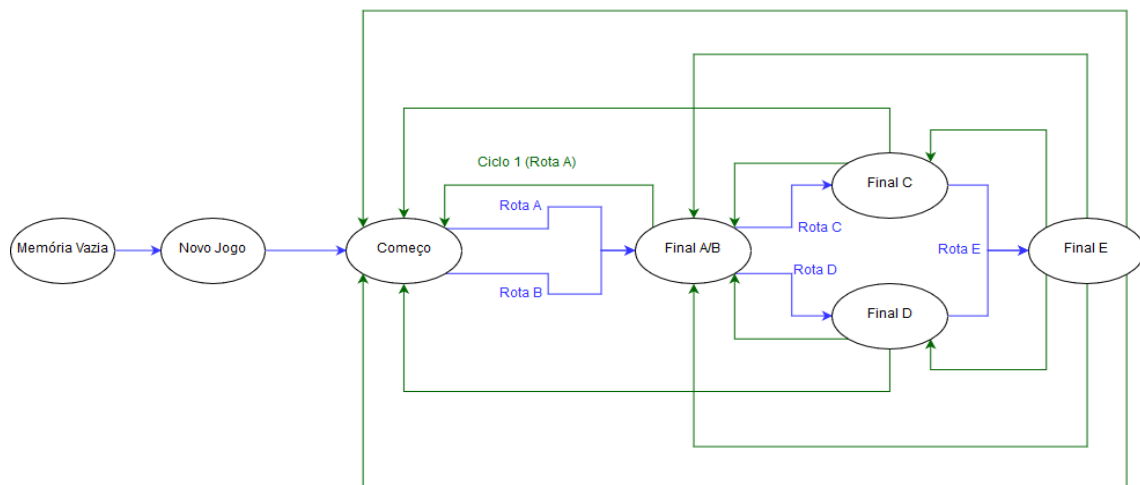 Ciclo 1 (Rota A)
Final C
Rota A
Rota C
Memória Vazia
Novo Jogo
Começo
Final A/B
Rota E
Final E
Rota D
Rota B
Final D